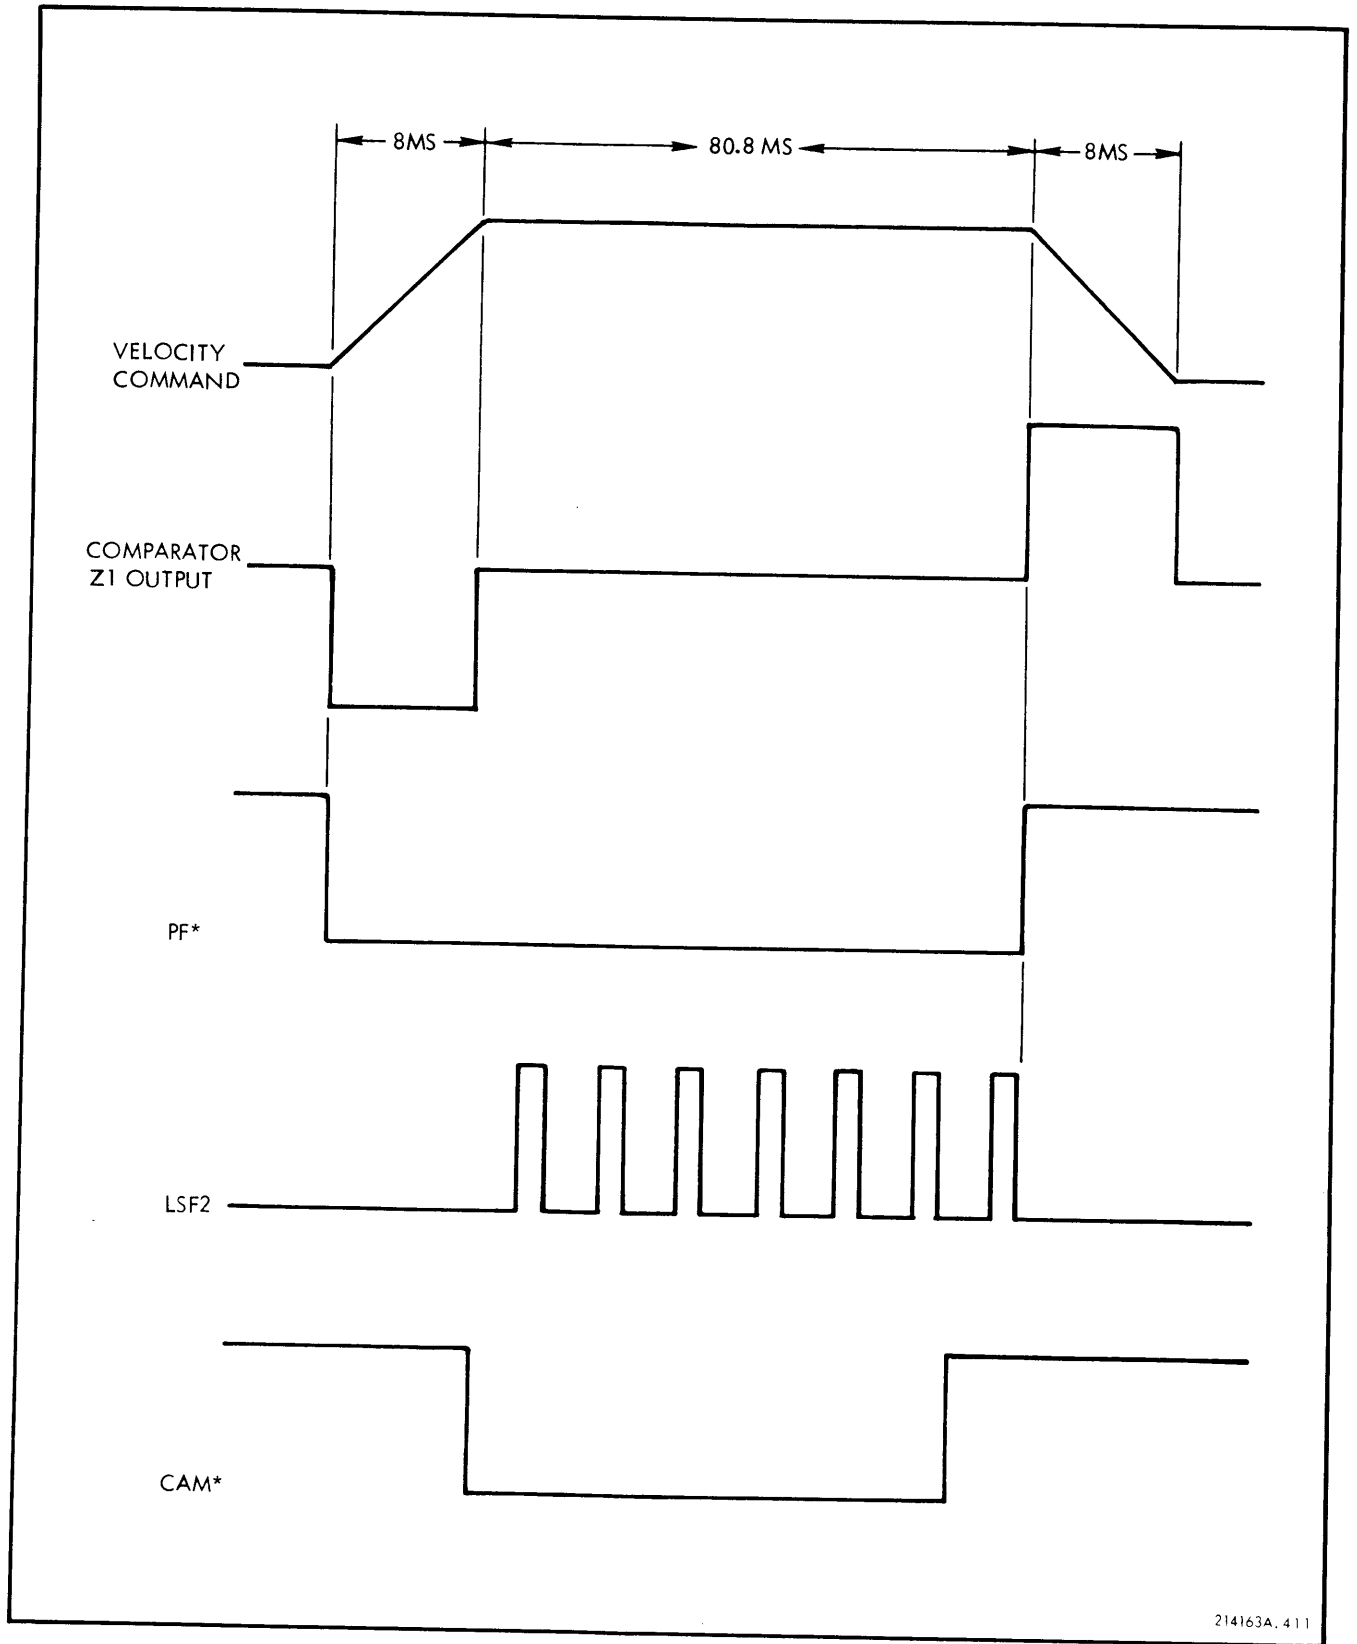 8MS 80.8 MS 8MS
VELOCITY
COMMAND
COMPARATOR
Z1 OUTPUT
PF*
LSF2
CAM*
214163A.411